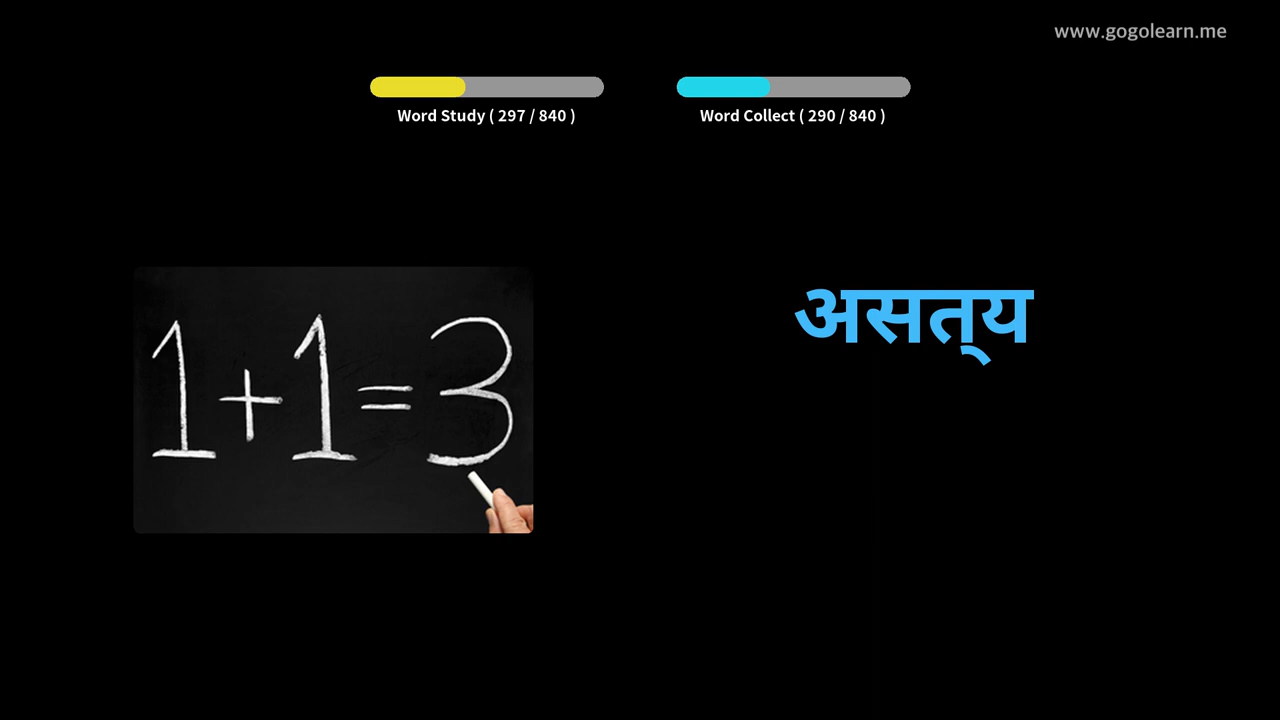 www.gogolearn.me
Word Study ( 297 / 840 )
Word Collect ( 290 / 840 )
1+1=3
असत्‌य